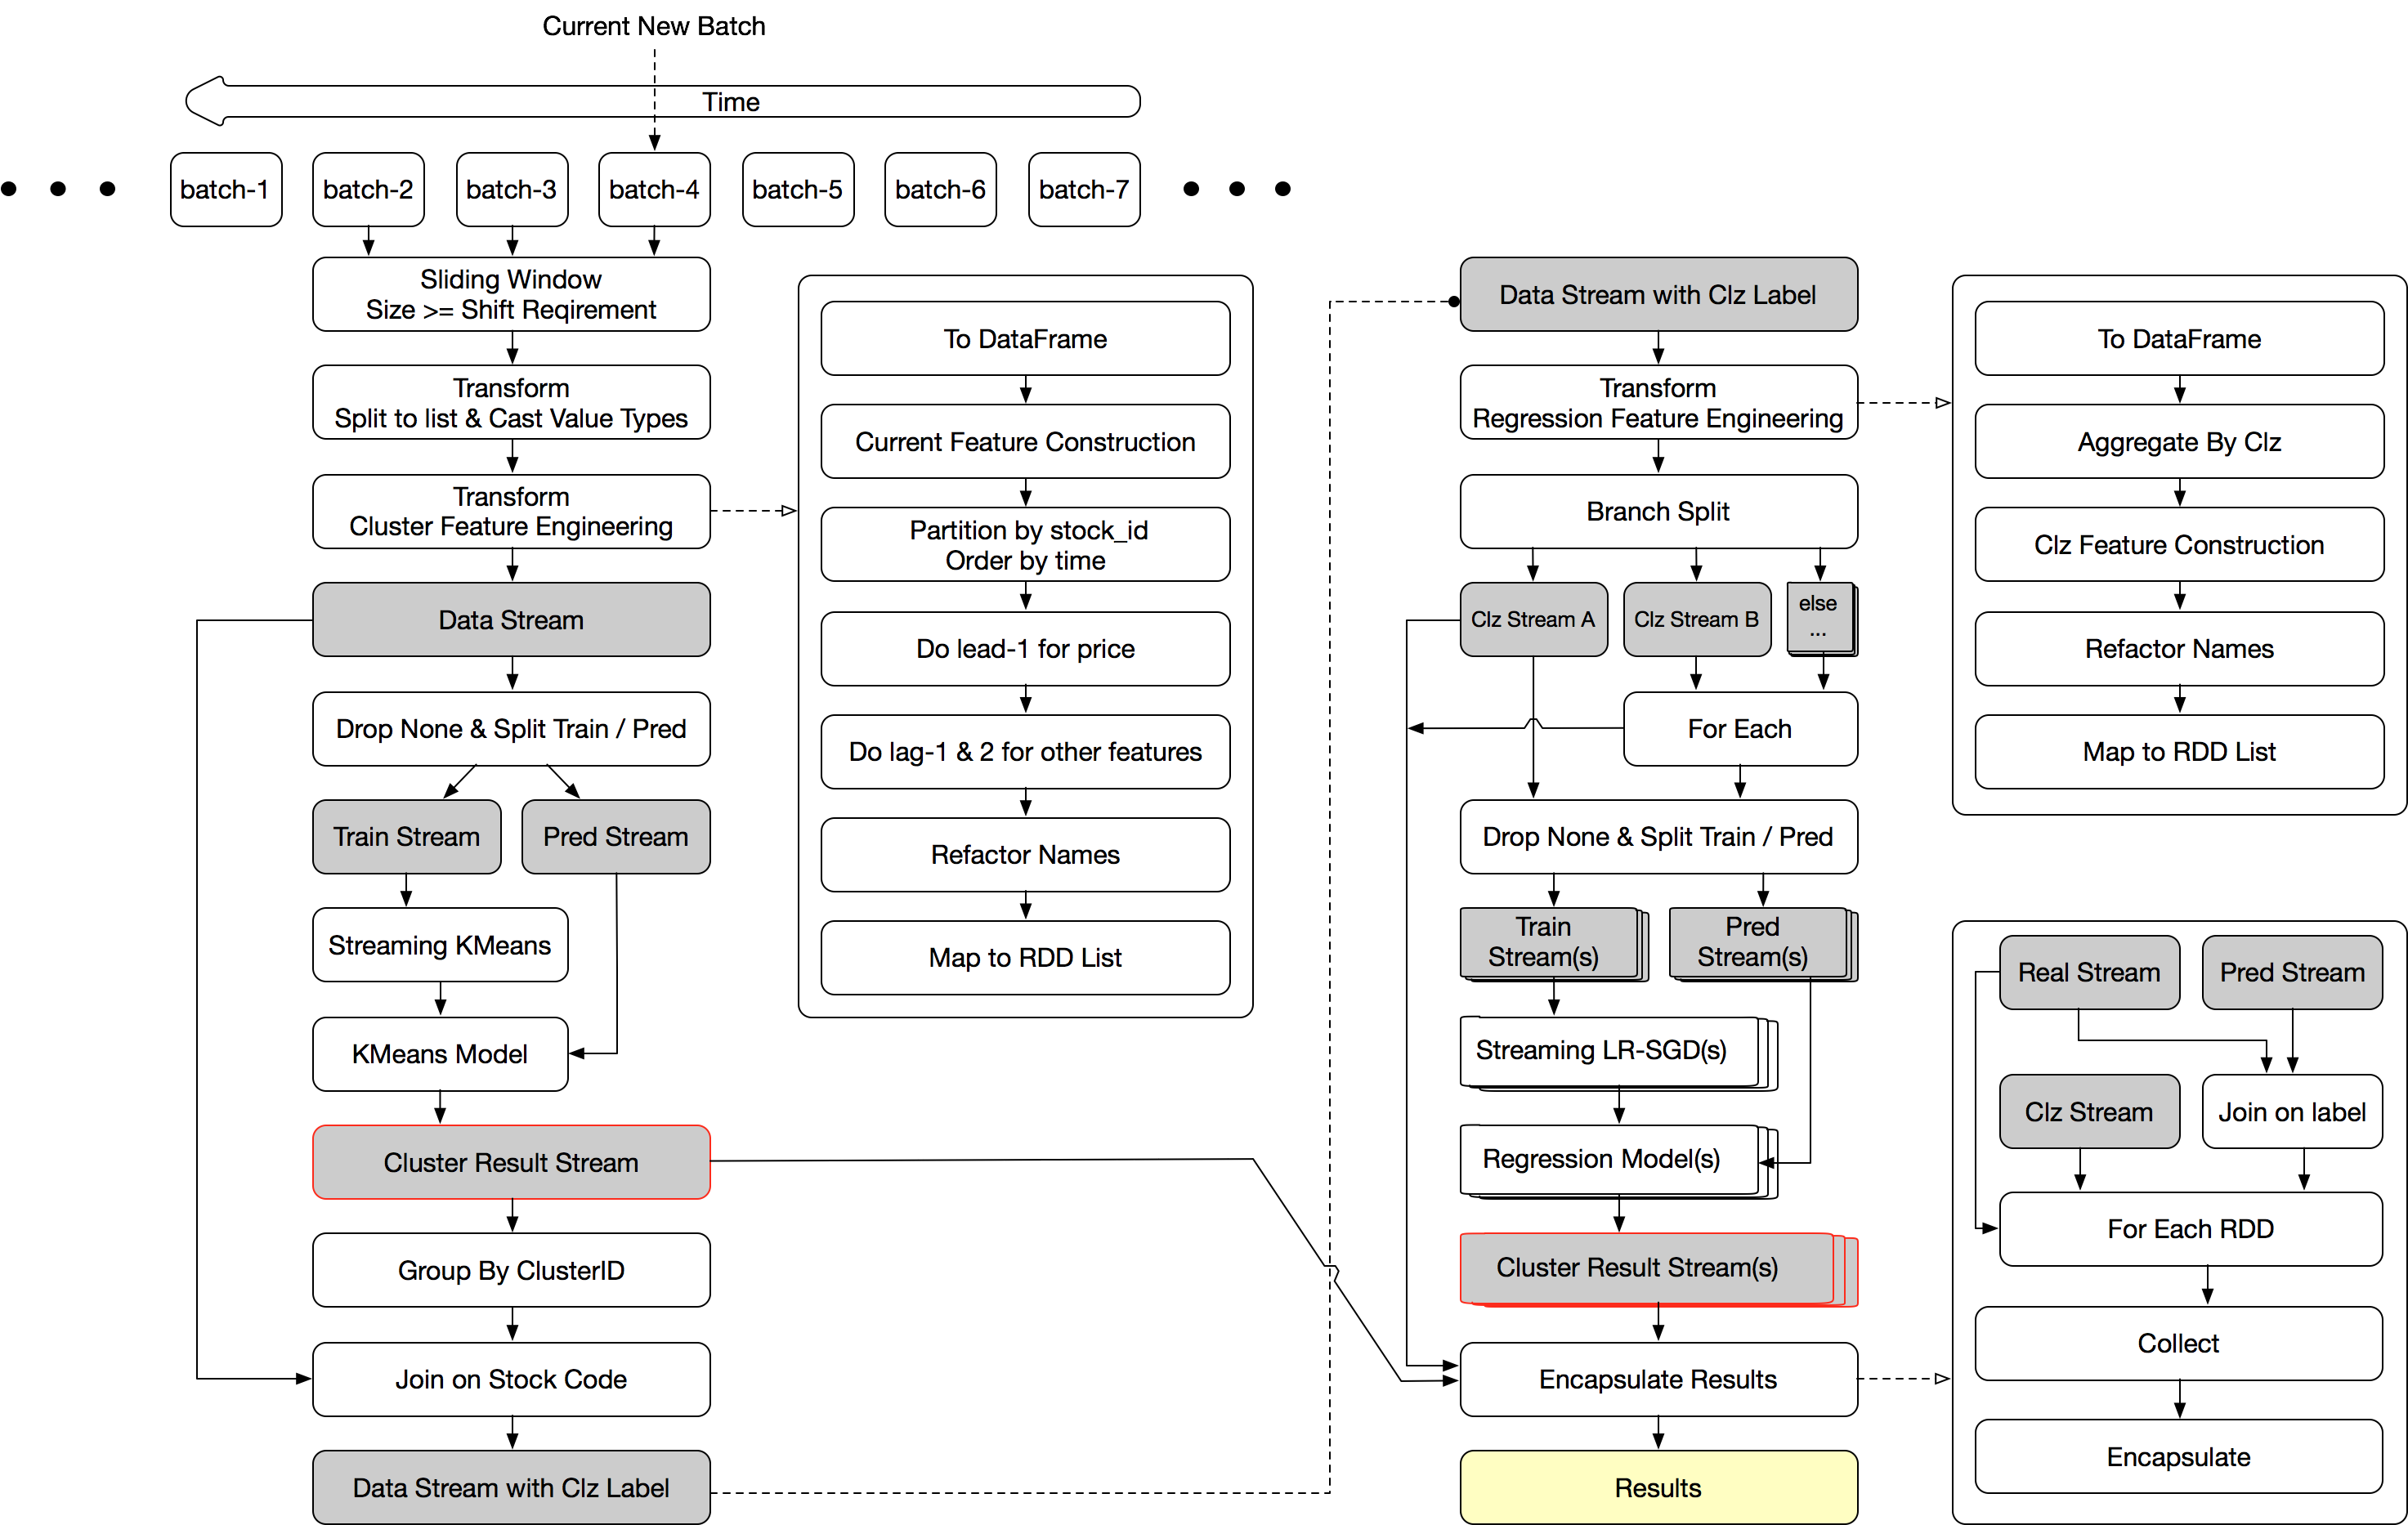 Current New Batch
Time
batch-1
batch-2
batch-3
batch-4
batch-5
batch-6
batch-7
Sliding Window
Size >= Shift Reqirement
Transform
Split to list & Cast Value Types
Transform
Cluster Feature Engineering
Data Stream
Drop None & Split Train / Pred
Train Stream
Pred Stream
Streaming KMeans
KMeans Model
Cluster Result Stream
Group By ClusterID
Join on Stock Code
Data Stream with Clz Label
To DataFrame
Current Feature Construction
Partition by stock_id
Order by time
Do lead-1 for price
Do lag-1 & 2 for other features
Refactor Names
Map to RDD List
Data Stream with Clz Label
Transform
Regression Feature Engineering
Branch Split
Clz Stream A
Clz Stream B
else
...
For Each
Drop None & Split Train / Pred
Train
Stream(s)
Pred
Stream(s)
Streaming LR-SGD(s)
Regression Model(s)
Cluster Result Stream(s)
Encapsulate Results
Results
To DataFrame
Aggregate By Clz
Clz Feature Construction
Refactor Names
Map to RDD List
Real Stream
Pred Stream
Clz Stream
Join on label
For Each RDD
Collect
Encapsulate